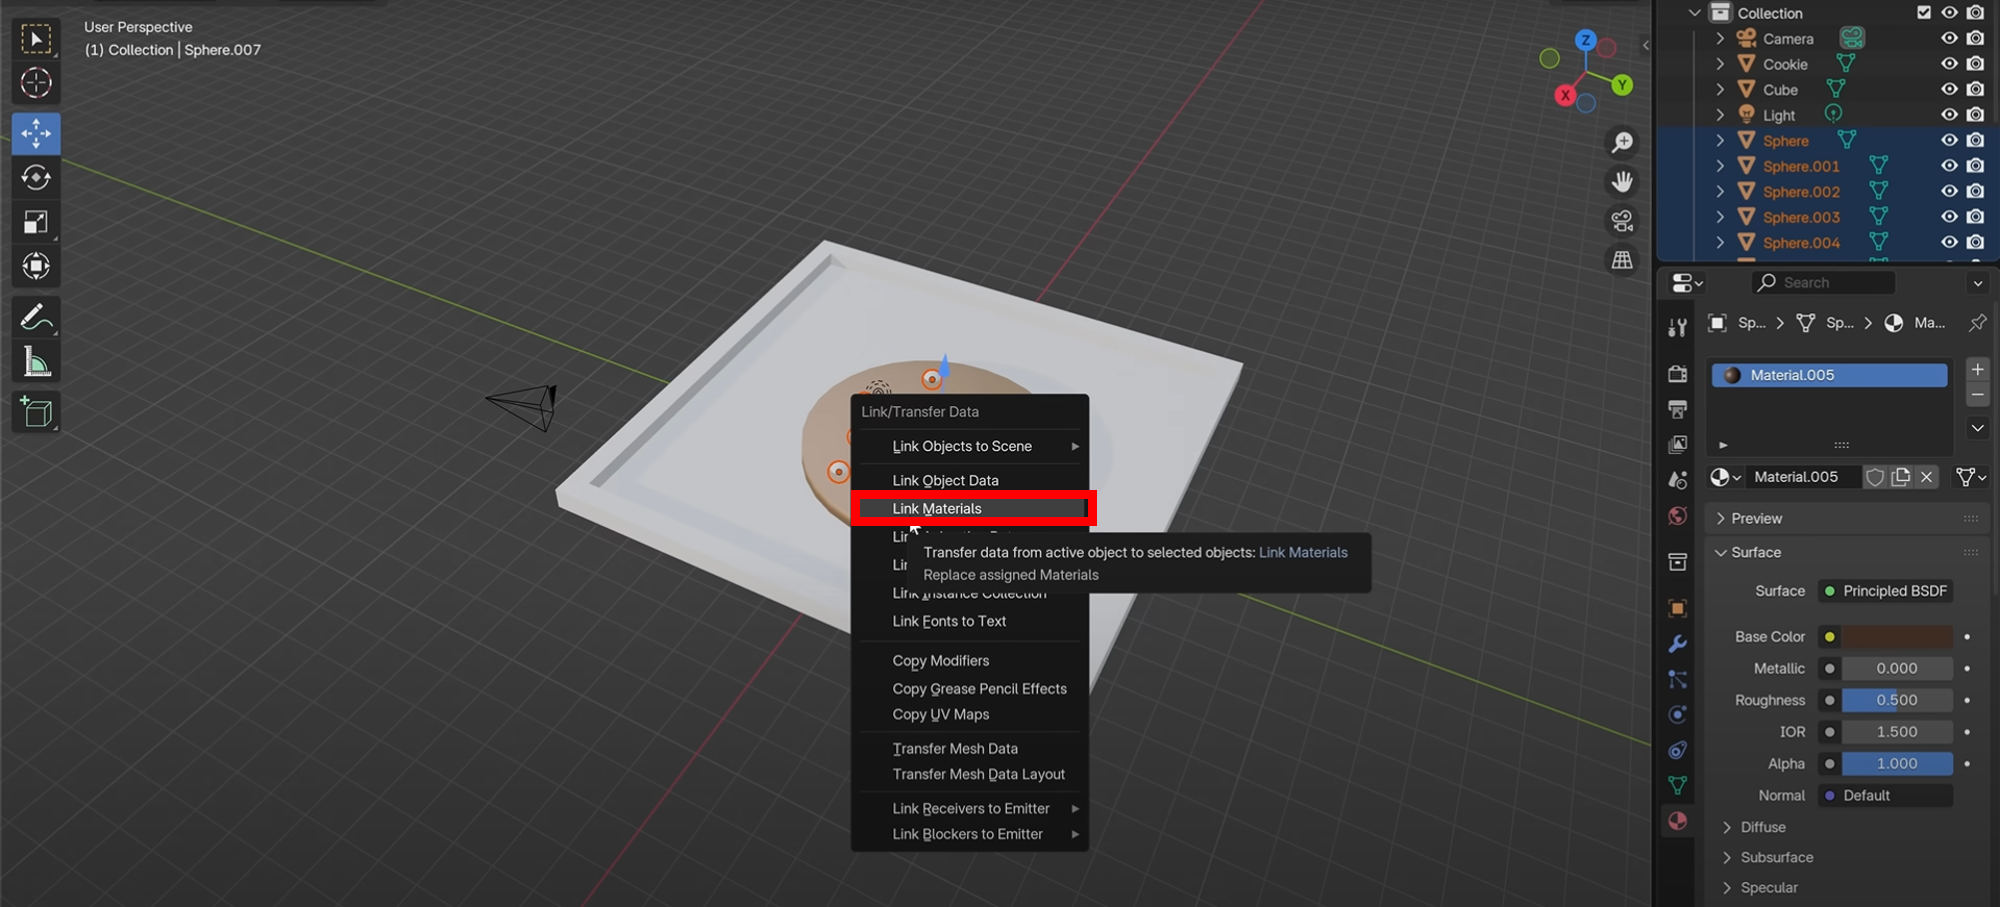 User Perspective
(1) Collection | Sphere.007
Z
Y
X
Link/Transfer Data
Link Objects to Scene
Link Object Data
Link Materials
Transfer data from active object to selected objects: Link Materials
Replace assigned Materials
Link Instance Collection
Link Fonts to Text
Copy Modifiers
Copy Grease Pencil Effects
Copy UV Maps
Transfer Mesh Data
Transfer Mesh Data Layout
Link Receivers to Emitter
Link Blockers to Emitter
Collection
Camera
Cookie
Cube
Light
Sphere
Sphere.001
Sphere.002
Sphere.003
Sphere.004
Search
Sp... Sp... Ma...
Material.005
Material.005
Preview
Surface
Surface Principled BSDF
Base Color
Metallic 0.000
Roughness 0.500
IOR 1.500
Alpha 1.000
Normal Default
Diffuse
Subsurface
Specular